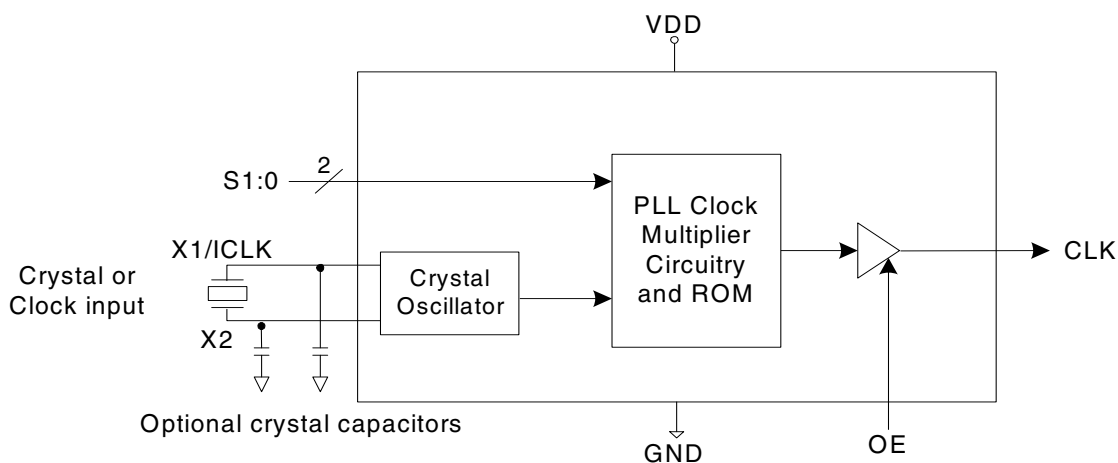 VDD
2
S1:0
PLL Clock
Multiplier
Circuitry
and ROM
X1/ICLK
Crystal or
Clock input
Crystal
Oscillator
CLK
X2
Optional crystal capacitors
GND
OE